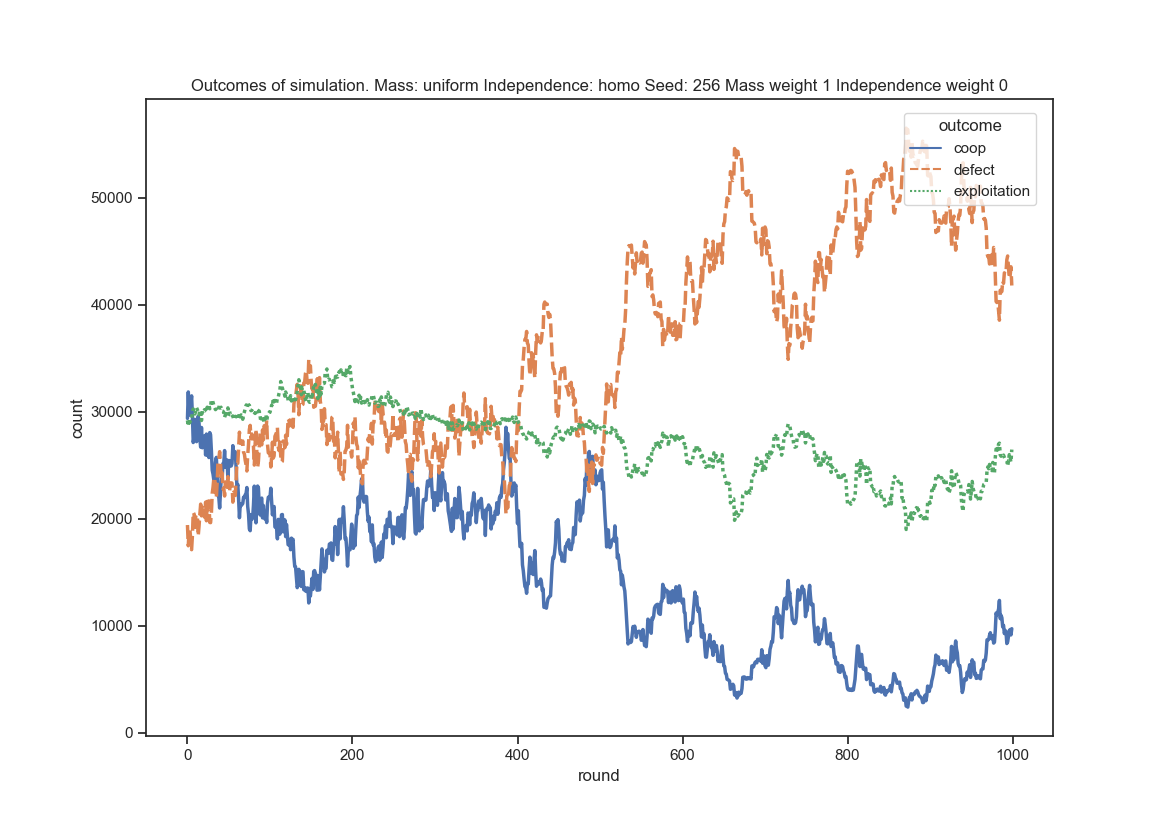 Outcomes of simulation. Mass: uniform Independence: homo Seed: 256 Mass weight 1 Independence weight 0
outcome
coop
defect
exploitation
50000
40000
30000
20000
10000
0
count
0 200 400 600 800 1000
round